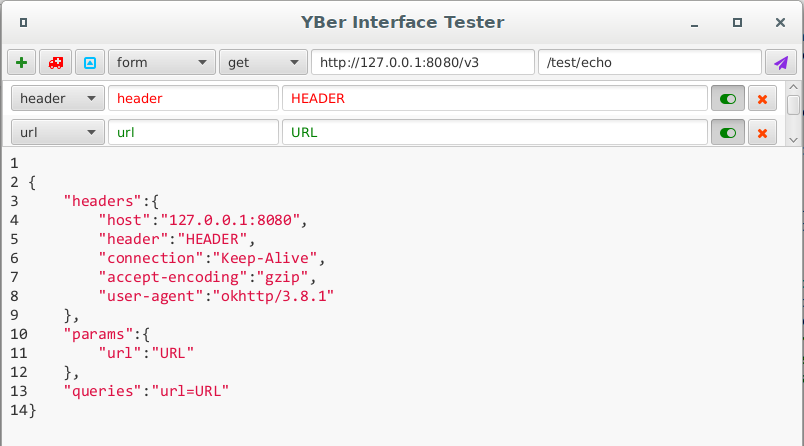 YBer Interface Tester
form get http://127.0.0.1:8080/v3 /test/echo
header header HEADER
url url URL
1
2 {
3     "headers":{
4         "host":"127.0.0.1:8080",
5         "header":"HEADER",
6         "connection":"Keep-Alive",
7         "accept-encoding":"gzip",
8         "user-agent":"okhttp/3.8.1"
9     },
10     "params":{
11         "url":"URL"
12     },
13     "queries":"url=URL"
14}